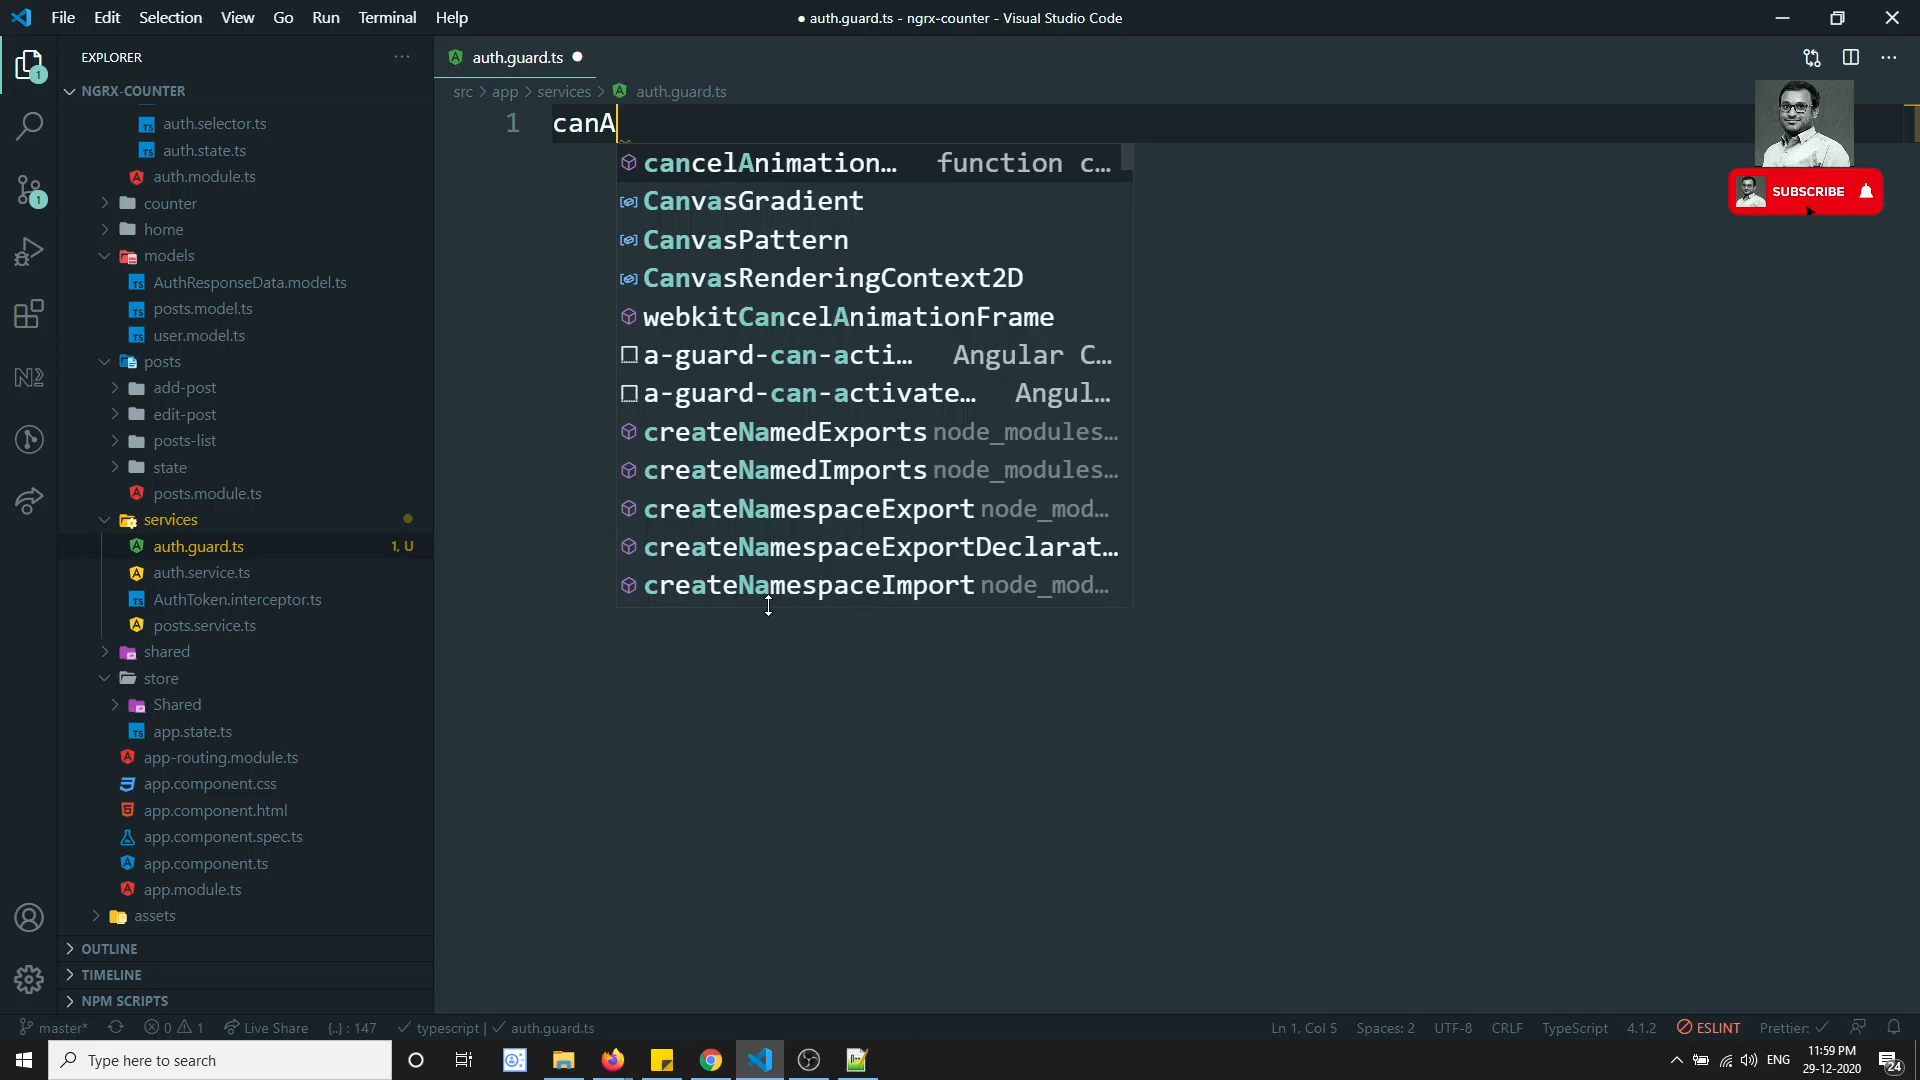 File Edit Selection View Go Run Terminal Help
● auth.guard.ts - ngrx-counter - Visual Studio Code
EXPLORER
NGRX-COUNTER
auth.selector.ts
auth.state.ts
auth.module.ts
counter
home
models
AuthResponseData.model.ts
posts.model.ts
user.model.ts
posts
add-post
edit-post
posts-list
state
posts.module.ts
services
auth.guard.ts 1, U
auth.service.ts
AuthToken.interceptor.ts
posts.service.ts
shared
store
Shared
app.state.ts
app-routing.module.ts
app.component.css
app.component.html
app.component.spec.ts
app.component.ts
app.module.ts
assets
OUTLINE
TIMELINE
NPM SCRIPTS
auth.guard.ts
src > app > services > auth.guard.ts
1 canA
cancelAnimation… function c…
CanvasGradient
CanvasPattern
CanvasRenderingContext2D
webkitCancelAnimationFrame
a-guard-can-acti… Angular C…
a-guard-can-activate… Angul…
createNamedExports node_modules…
createNamedImports node_modules…
createNamespaceExport node_mod…
createNamespaceExportDeclarat…
createNamespaceImport node_mod…
SUBSCRIBE
master* 0 1 Live Share {..} : 147 typescript | auth.guard.ts
Ln 1, Col 5 Spaces: 2 UTF-8 CRLF TypeScript 4.1.2 ESLINT Prettier:
Type here to search
ENG
11:59 PM
29-12-2020
24